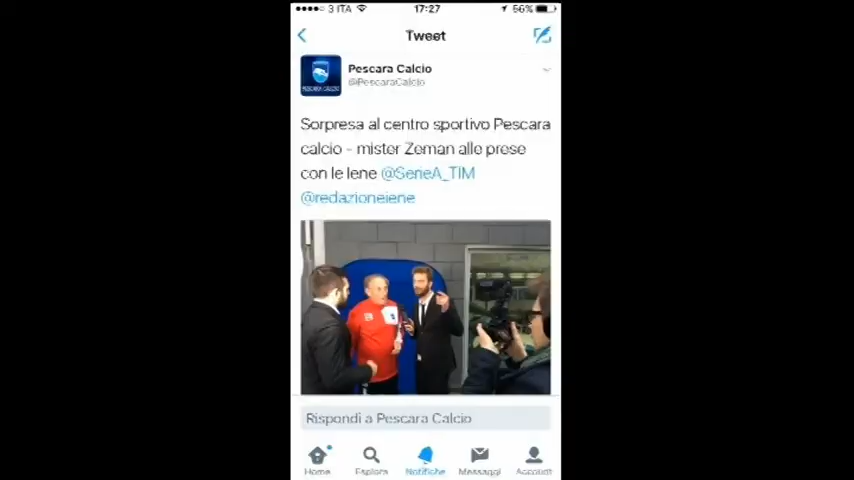 3 ITA 17:27 56%
Tweet
Pescara Calcio
@PescaraCalcio
Sorpresa al centro sportivo Pescara
calcio - mister Zeman alle prese
con le Iene @SerieA_TIM
@redazioneiene
Rispondi a Pescara Calcio
Home Esplora Notifiche Messaggi Account